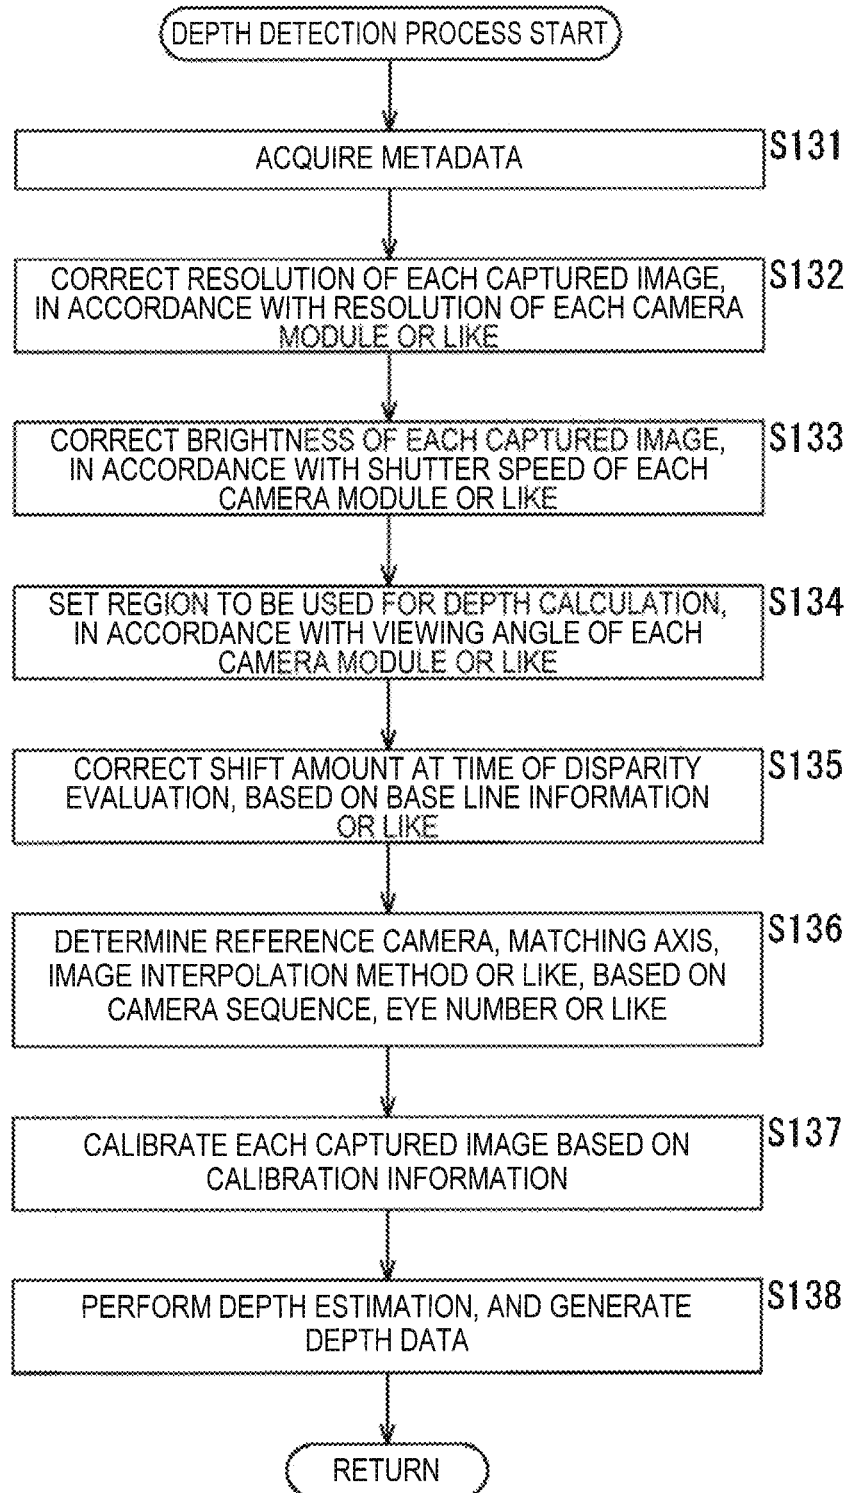 DEPTH DETECTION PROCESS START
S131
ACQUIRE METADATA
S132
CORRECT RESOLUTION OF EACH CAPTURED IMAGE,
IN ACCORDANCE WITH RESOLUTION OF EACH CAMERA
MODULE OR LIKE
S133
CORRECT BRIGHTNESS OF EACH CAPTURED IMAGE,
IN ACCORDANCE WITH SHUTTER SPEED OF EACH
CAMERA MODULE OR LIKE
S134
SET REGION TO BE USED FOR DEPTH CALCULATION,
IN ACCORDANCE WITH VIEWING ANGLE OF EACH
CAMERA MODULE OR LIKE
S135
CORRECT SHIFT AMOUNT AT TIME OF DISPARITY
EVALUATION, BASED ON BASE LINE INFORMATION
OR LIKE
S136
DETERMINE REFERENCE CAMERA, MATCHING AXIS,
IMAGE INTERPOLATION METHOD OR LIKE, BASED ON
CAMERA SEQUENCE, EYE NUMBER OR LIKE
S137
CALIBRATE EACH CAPTURED IMAGE BASED ON
CALIBRATION INFORMATION
S138
PERFORM DEPTH ESTIMATION, AND GENERATE
DEPTH DATA
RETURN